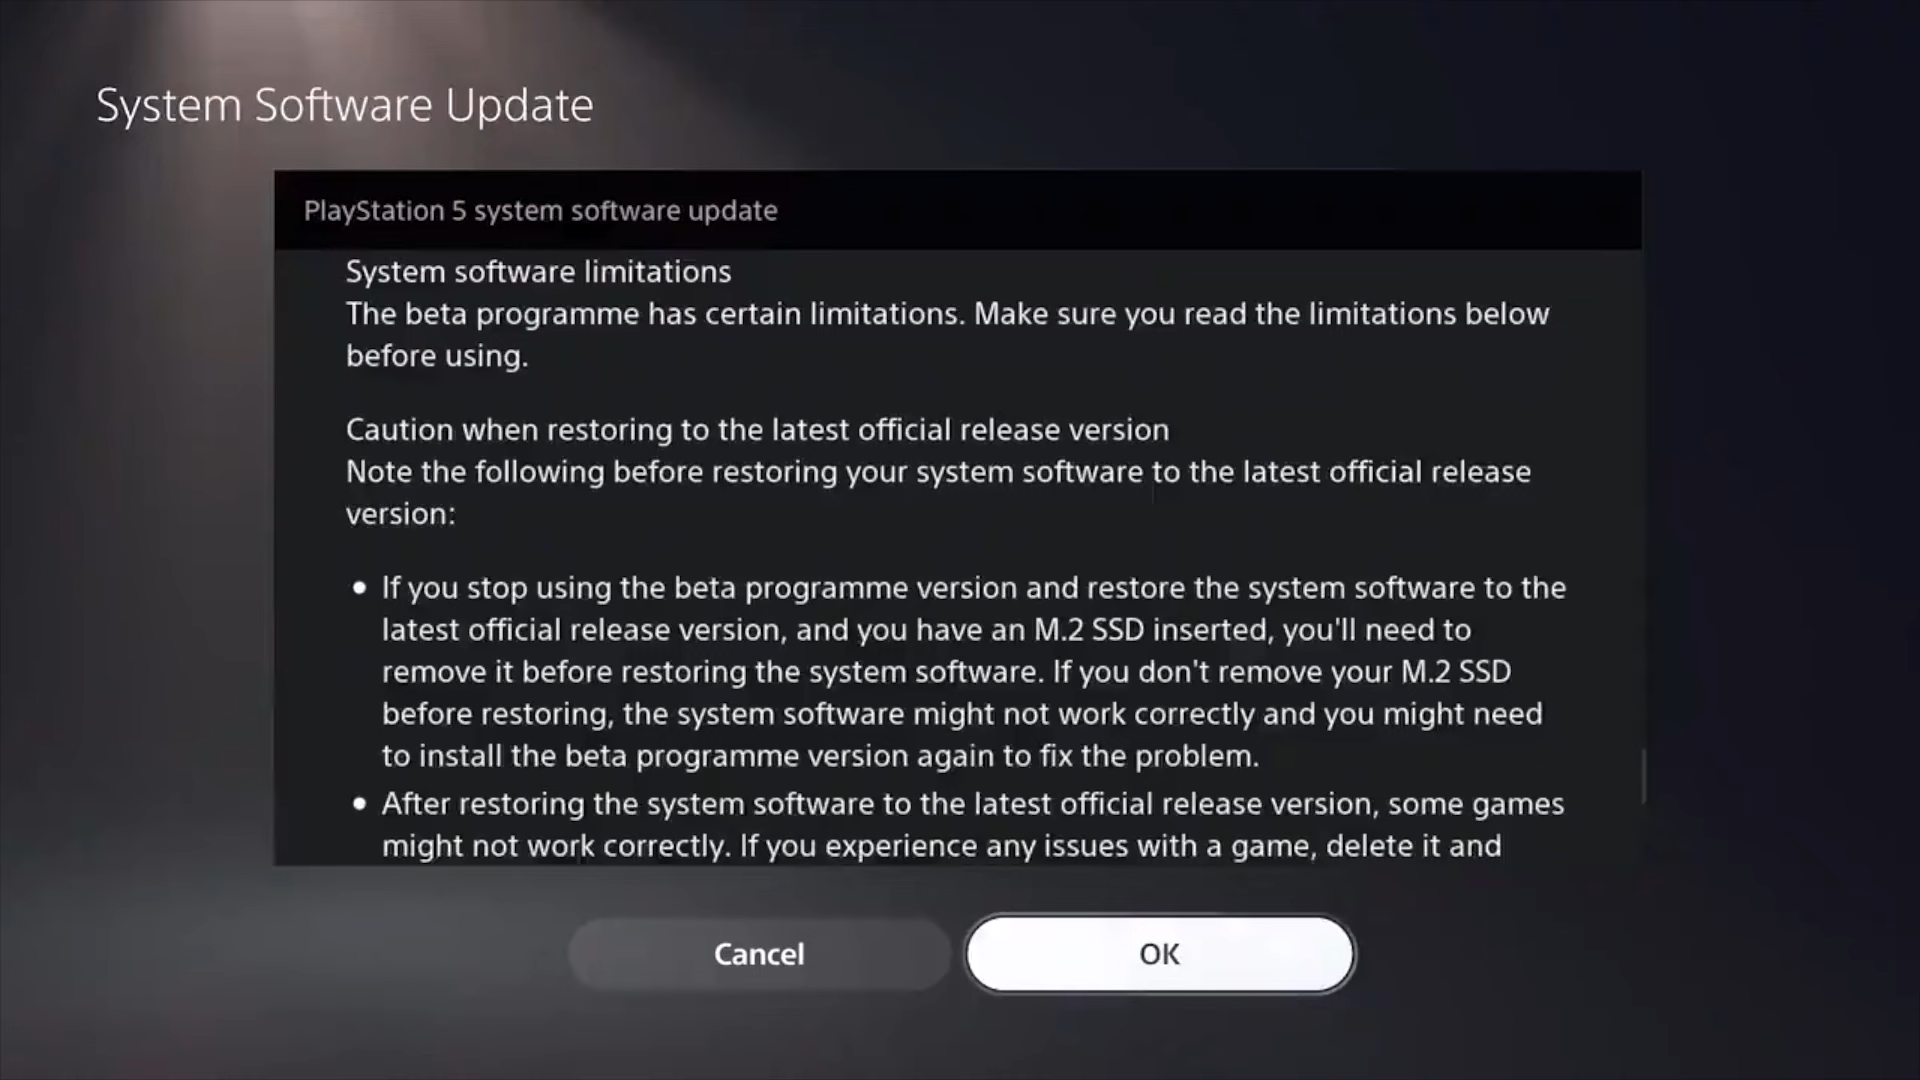 System Software Update
PlayStation 5 system software update
System software limitations
The beta programme has certain limitations. Make sure you read the limitations below
before using.
Caution when restoring to the latest official release version
Note the following before restoring your system software to the latest official release
version:
• If you stop using the beta programme version and restore the system software to the
latest official release version, and you have an M.2 SSD inserted, you'll need to
remove it before restoring the system software. If you don't remove your M.2 SSD
before restoring, the system software might not work correctly and you might need
to install the beta programme version again to fix the problem.
• After restoring the system software to the latest official release version, some games
might not work correctly. If you experience any issues with a game, delete it and
Cancel
OK